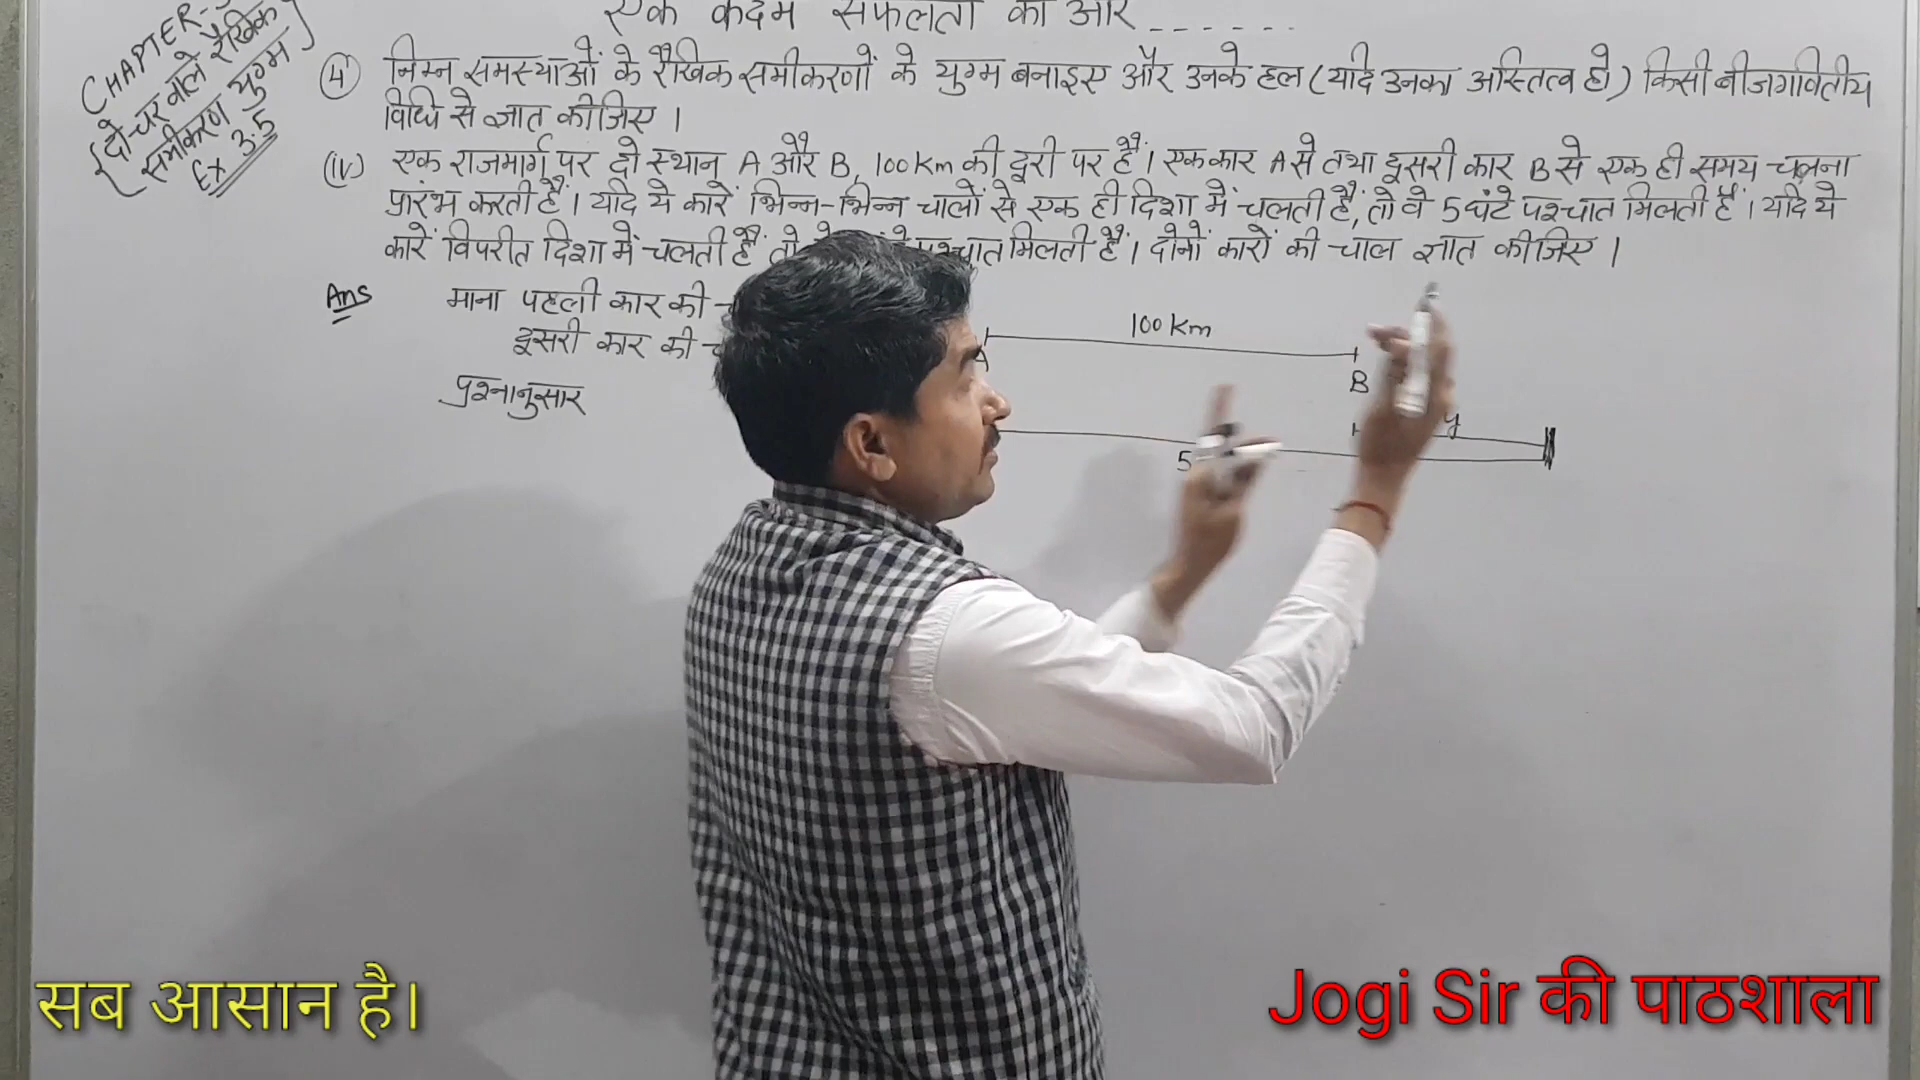 एक कदम सफलता की ओर ------
CHAPTER-
{दो चर वाले रैखिक
समीकरण युग्म}
Ex 3.5
(4) निम्न समस्याओं के रैखिक समीकरणों के युग्म बनाइए और उनके हल (यदि उनका अस्तित्व हो) किसी बीजगणितीय
विधि से ज्ञात कीजिए।
(iv) एक राजमार्ग पर दो स्थान A और B, 100 Km की दूरी पर हैं। एक कार A से तथा दूसरी कार B से एक ही समय चलना
प्रारंभ करती हैं। यदि ये कारें भिन्न-भिन्न चालों से एक ही दिशा में चलती हैं, तो वे 5 घंटे पश्चात मिलती हैं। यदि ये
कारें विपरीत दिशा में चलती हैं पश्चात मिलती हैं। दोनों कारों की चाल ज्ञात कीजिए।
Ans माना पहली कार की
दूसरी कार की
प्रश्नानुसार
100 Km
A
B
y
5
सब आसान है।
Jogi Sir की पाठशाला